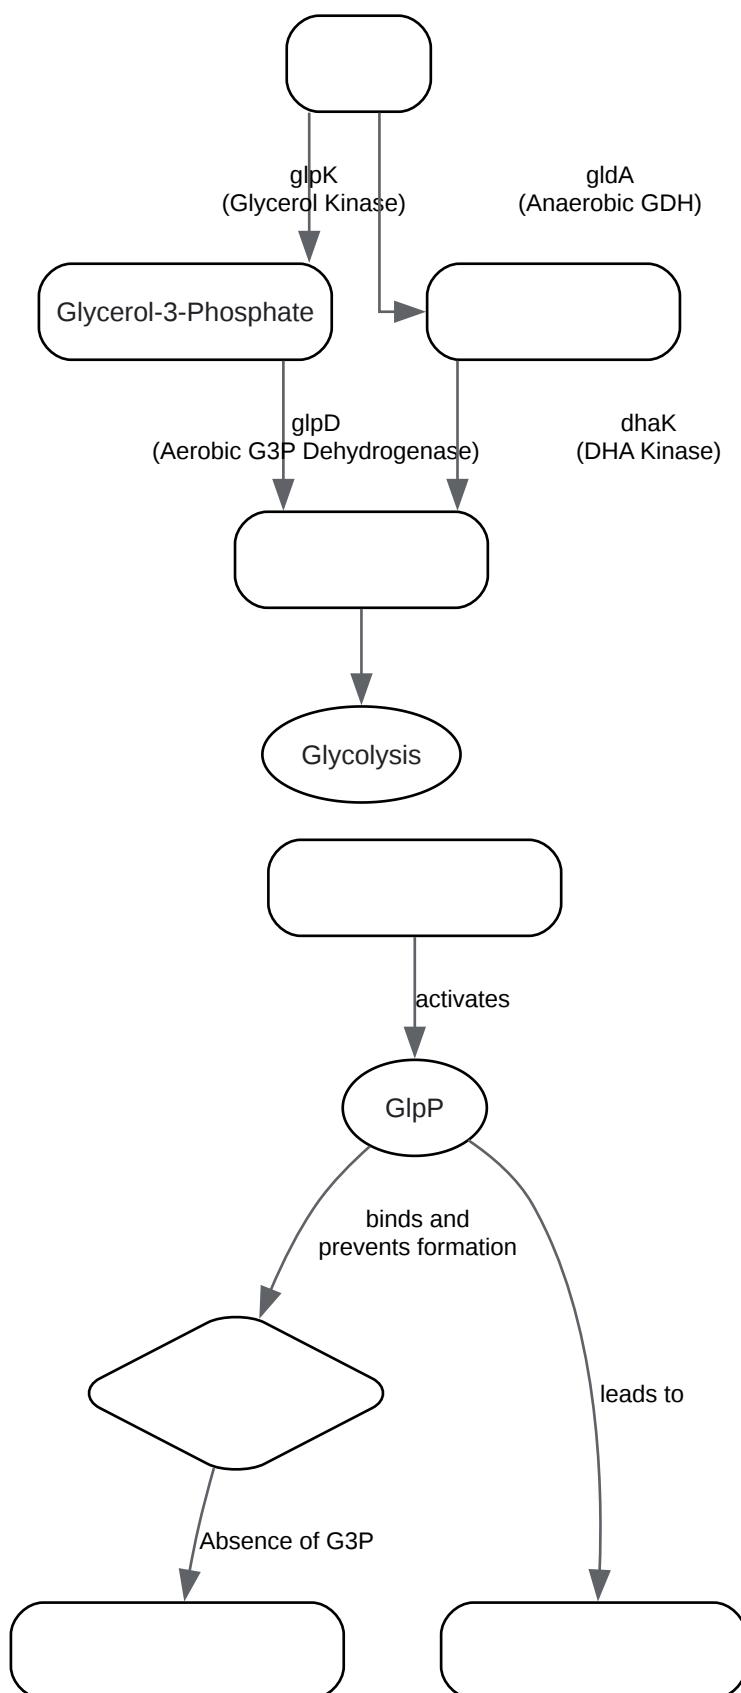 glpK
(Glycerol Kinase)
gldA
(Anaerobic GDH)
Glycerol-3-Phosphate
glpD
(Aerobic G3P Dehydrogenase)
dhaK
(DHA Kinase)
Glycolysis
activates
GlpP
binds and
prevents formation
leads to
Absence of G3P